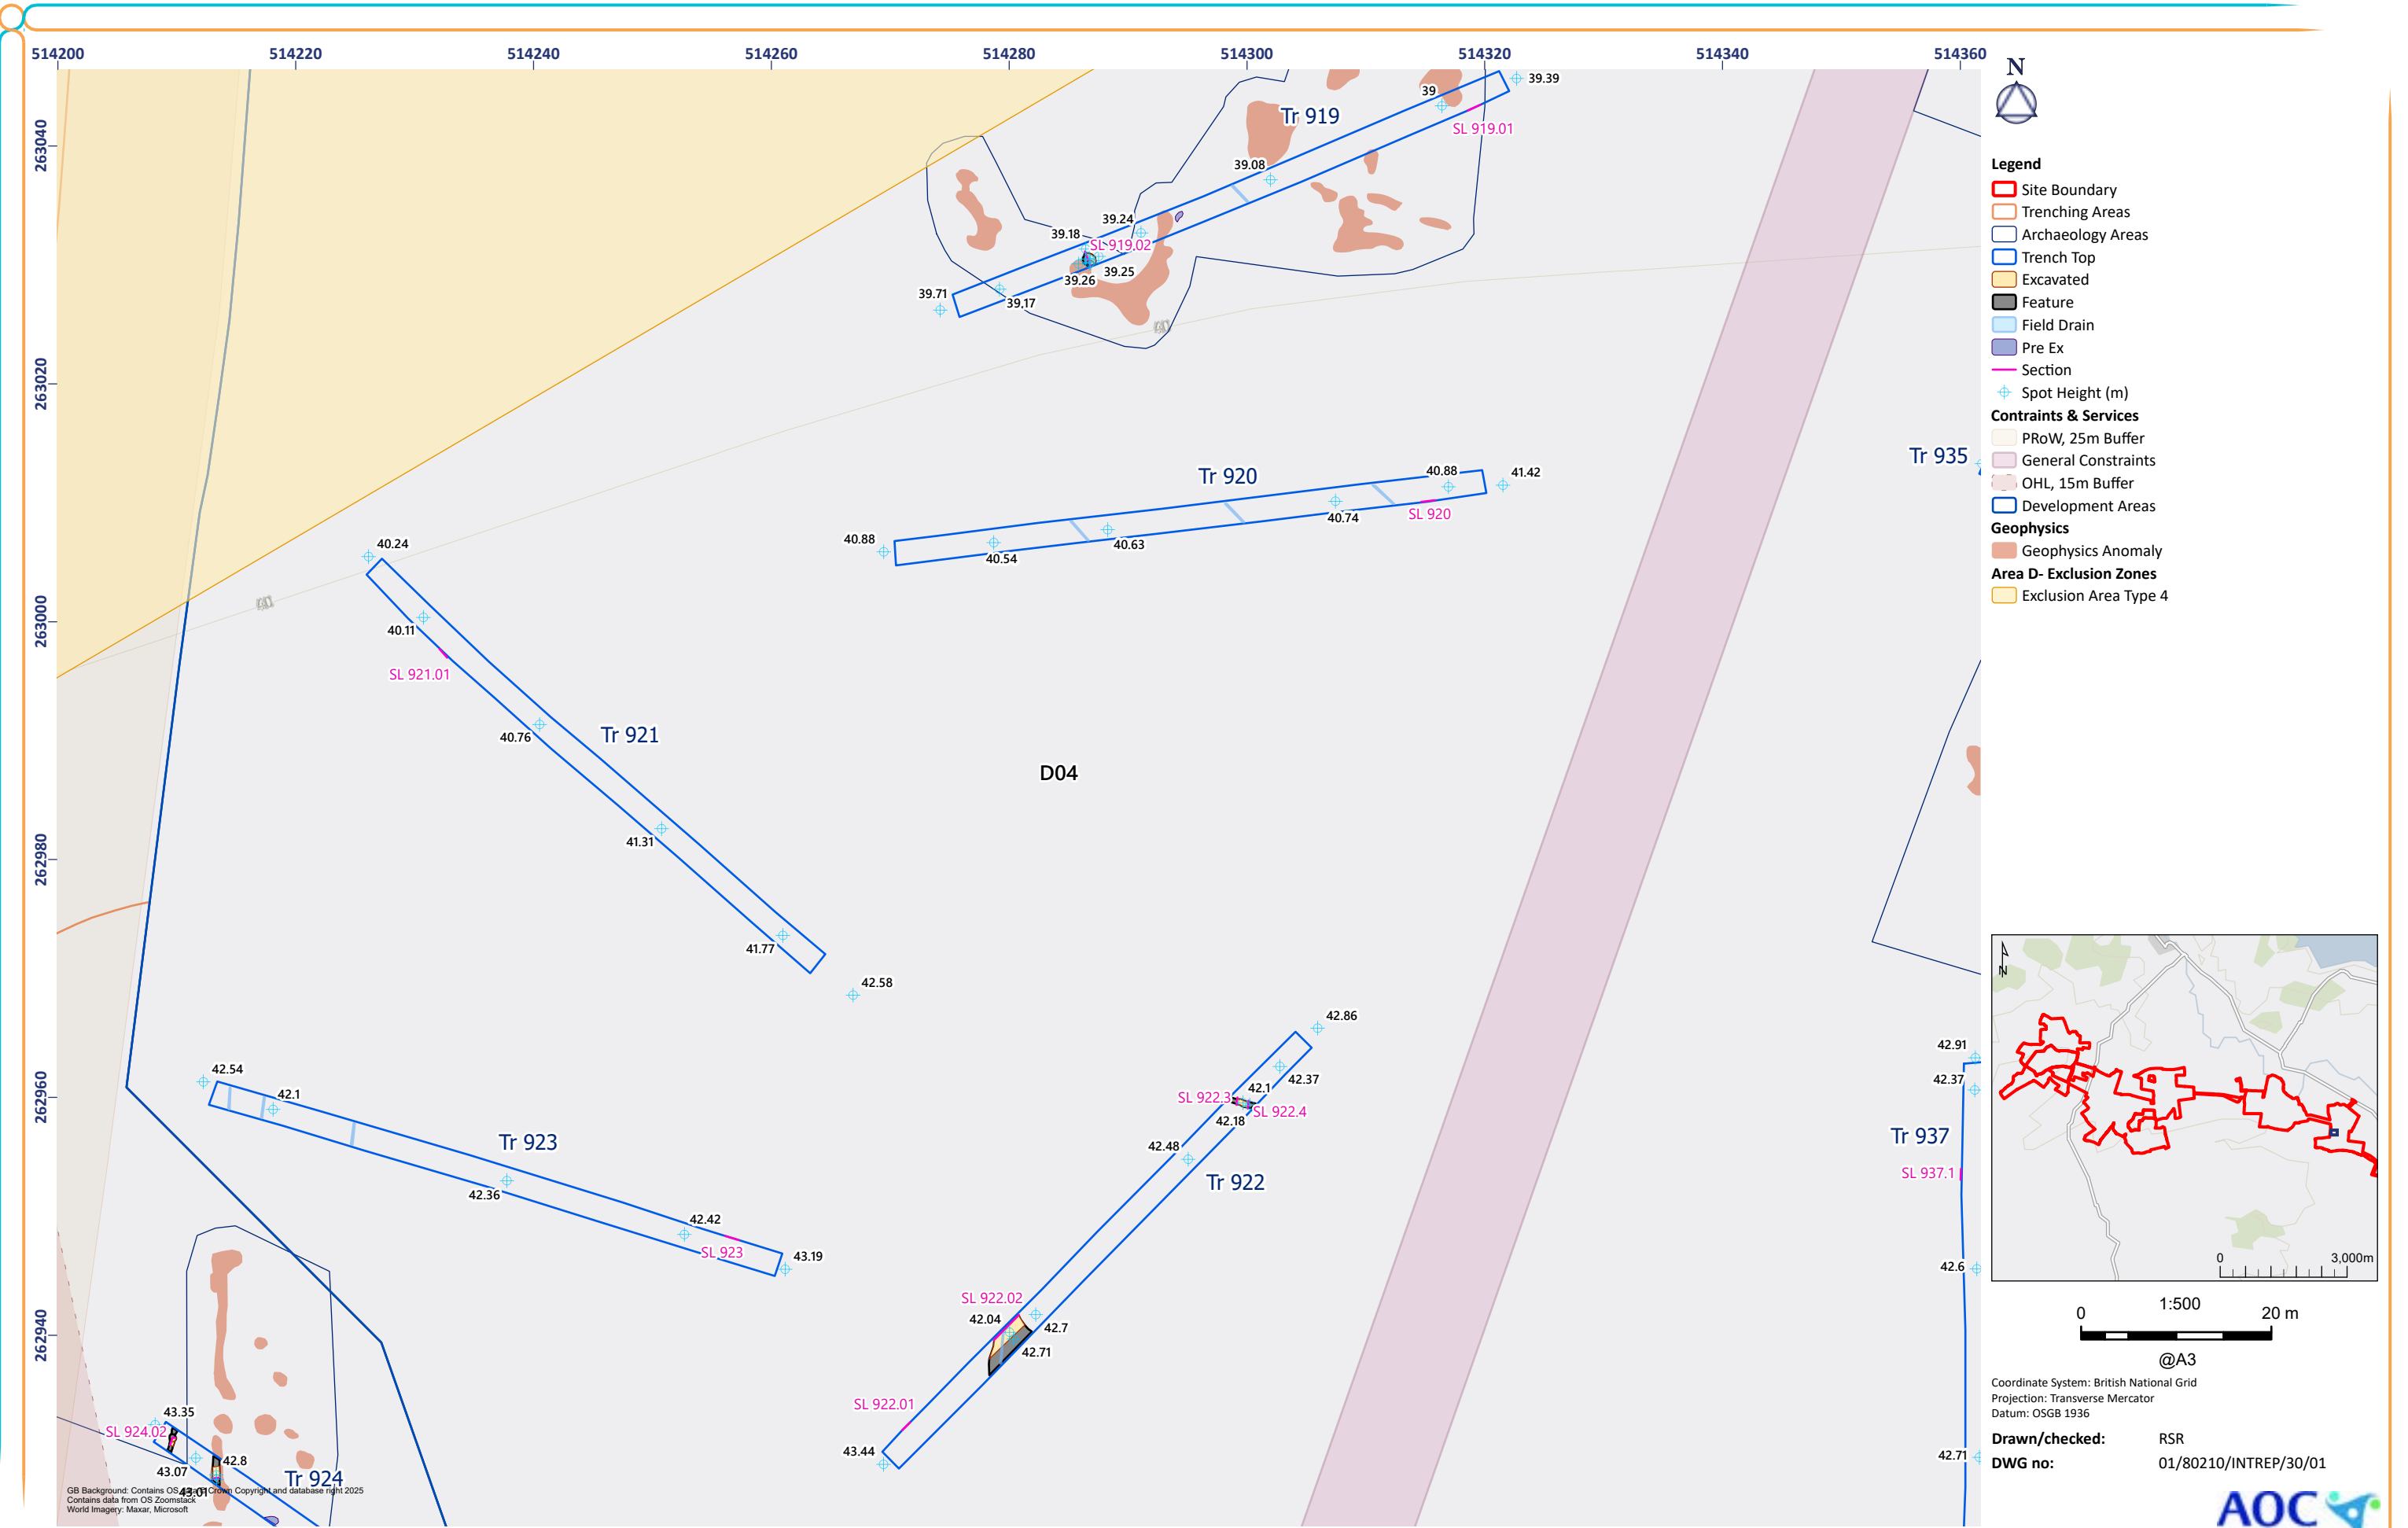 514200 514220 514240 514260 514280 514300 514320 514340 514360
263040
263020
263000
262980
262960
262940
39.39
39
Tr 919
SL 919.01
39.08
39.24
39.18
SL 919.02
39.25
39.26
39.71
39.17
Tr 920
40.88
41.42
SL 920
40.74
40.88
40.63
40.54
Tr 935
40.24
40.11
SL 921.01
Tr 921
40.76
D04
41.31
41.77
42.58
42.86
42.91
42.37
42.54
42.1
42.37
42.1
SL 922.3
SL 922.4
42.18
Tr 923
42.48
Tr 937
SL 937.1
Tr 922
42.36
42.42
SL 923
43.19
42.6
SL 922.02
42.04
42.7
42.71
SL 922.01
43.44
42.71
43.35
SL 924.02
42.8
43.07
Tr 924
43.01
GB Background: Contains OS data © Crown Copyright and database right 2025
Contains data from OS Zoomstack
World Imagery: Maxar, Microsoft
N
Legend
Site Boundary
Trenching Areas
Archaeology Areas
Trench Top
Excavated
Feature
Field Drain
Pre Ex
Section
Spot Height (m)
Contraints & Services
PRoW, 25m Buffer
General Constraints
OHL, 15m Buffer
Development Areas
Geophysics
Geophysics Anomaly
Area D- Exclusion Zones
Exclusion Area Type 4
N
0 3,000m
1:500
0 20 m
@A3
Coordinate System: British National Grid
Projection: Transverse Mercator
Datum: OSGB 1936
Drawn/checked: RSR
DWG no: 01/80210/INTREP/30/01
AOC